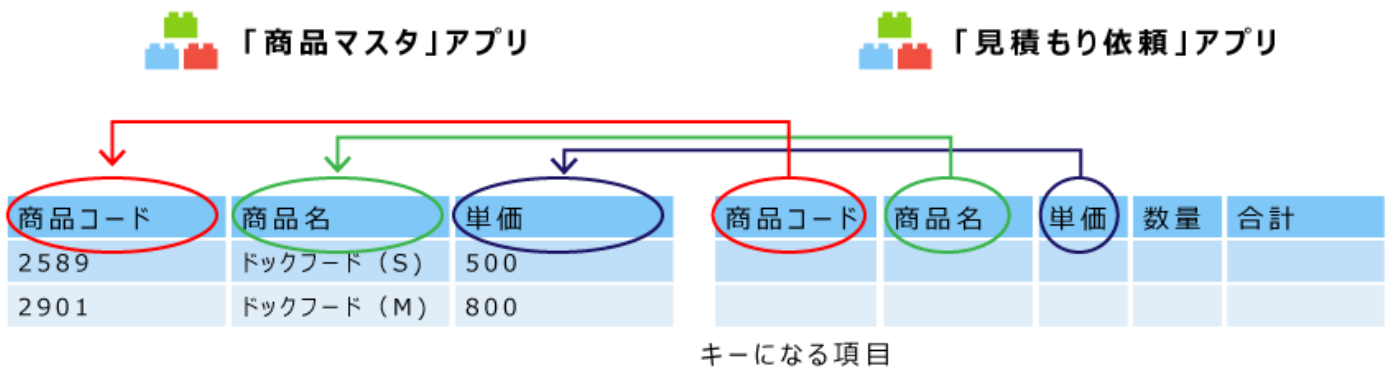 「商品マスタ」アプリ 「見積もり依頼」アプリ
商品コード 商品名 単価 商品コード 商品名 単価 数量 合計
2589 ドックフード（S） 500
2901 ドックフード（M） 800
キーになる項目